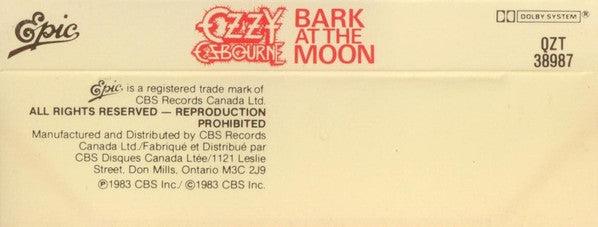 Epic
OZZY OSBOURNE
BARK AT THE MOON
DOLBY SYSTEM®
QZT 38987
Epic. is a registered trade mark of
CBS Records Canada Ltd.
ALL RIGHTS RESERVED — REPRODUCTION
PROHIBITED
Manufactured and Distributed by CBS Records
Canada Ltd./Fabriqué et Distribué par
CBS Disques Canada Ltée/1121 Leslie
Street, Don Mills, Ontario M3C 2J9
Ⓟ1983 CBS Inc./ ©1983 CBS Inc.